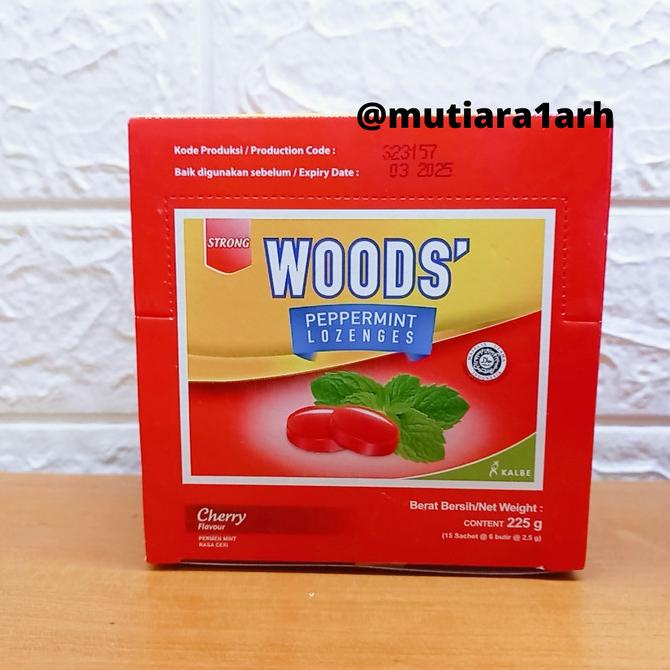 @mutiara1arh
Kode Produksi / Production Code : 323157
Baik digunakan sebelum / Expiry Date : 03 2025
STRONG
WOODS'
PEPPERMINT
LOZENGES
KALBE
Cherry
Flavour
PERMEN MINT
RASA CERI
Berat Bersih/Net Weight :
CONTENT 225 g
(15 Sachet @ 6 butir @ 2,5 g)